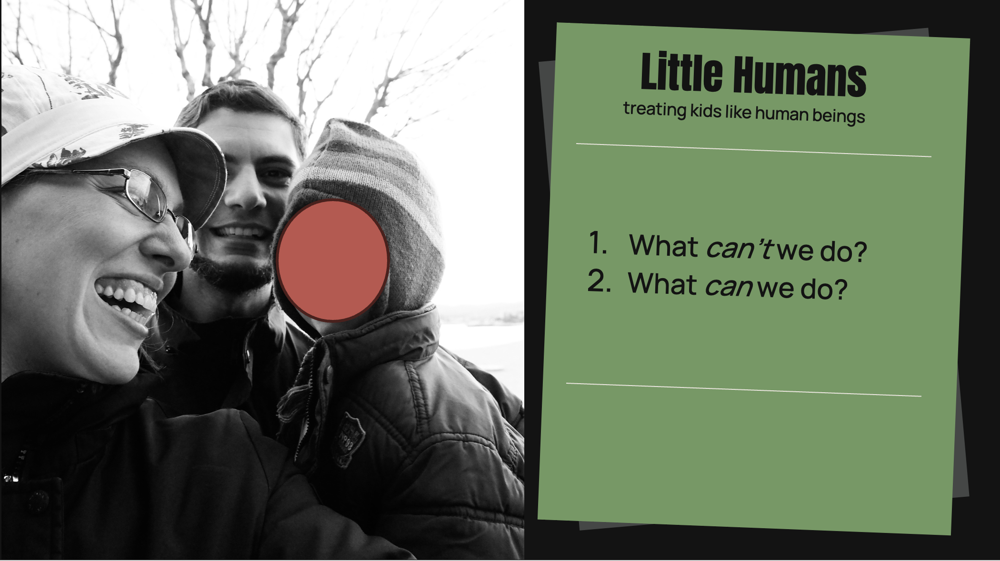 Little Humans
treating kids like human beings
1. What can't we do?
2. What can we do?